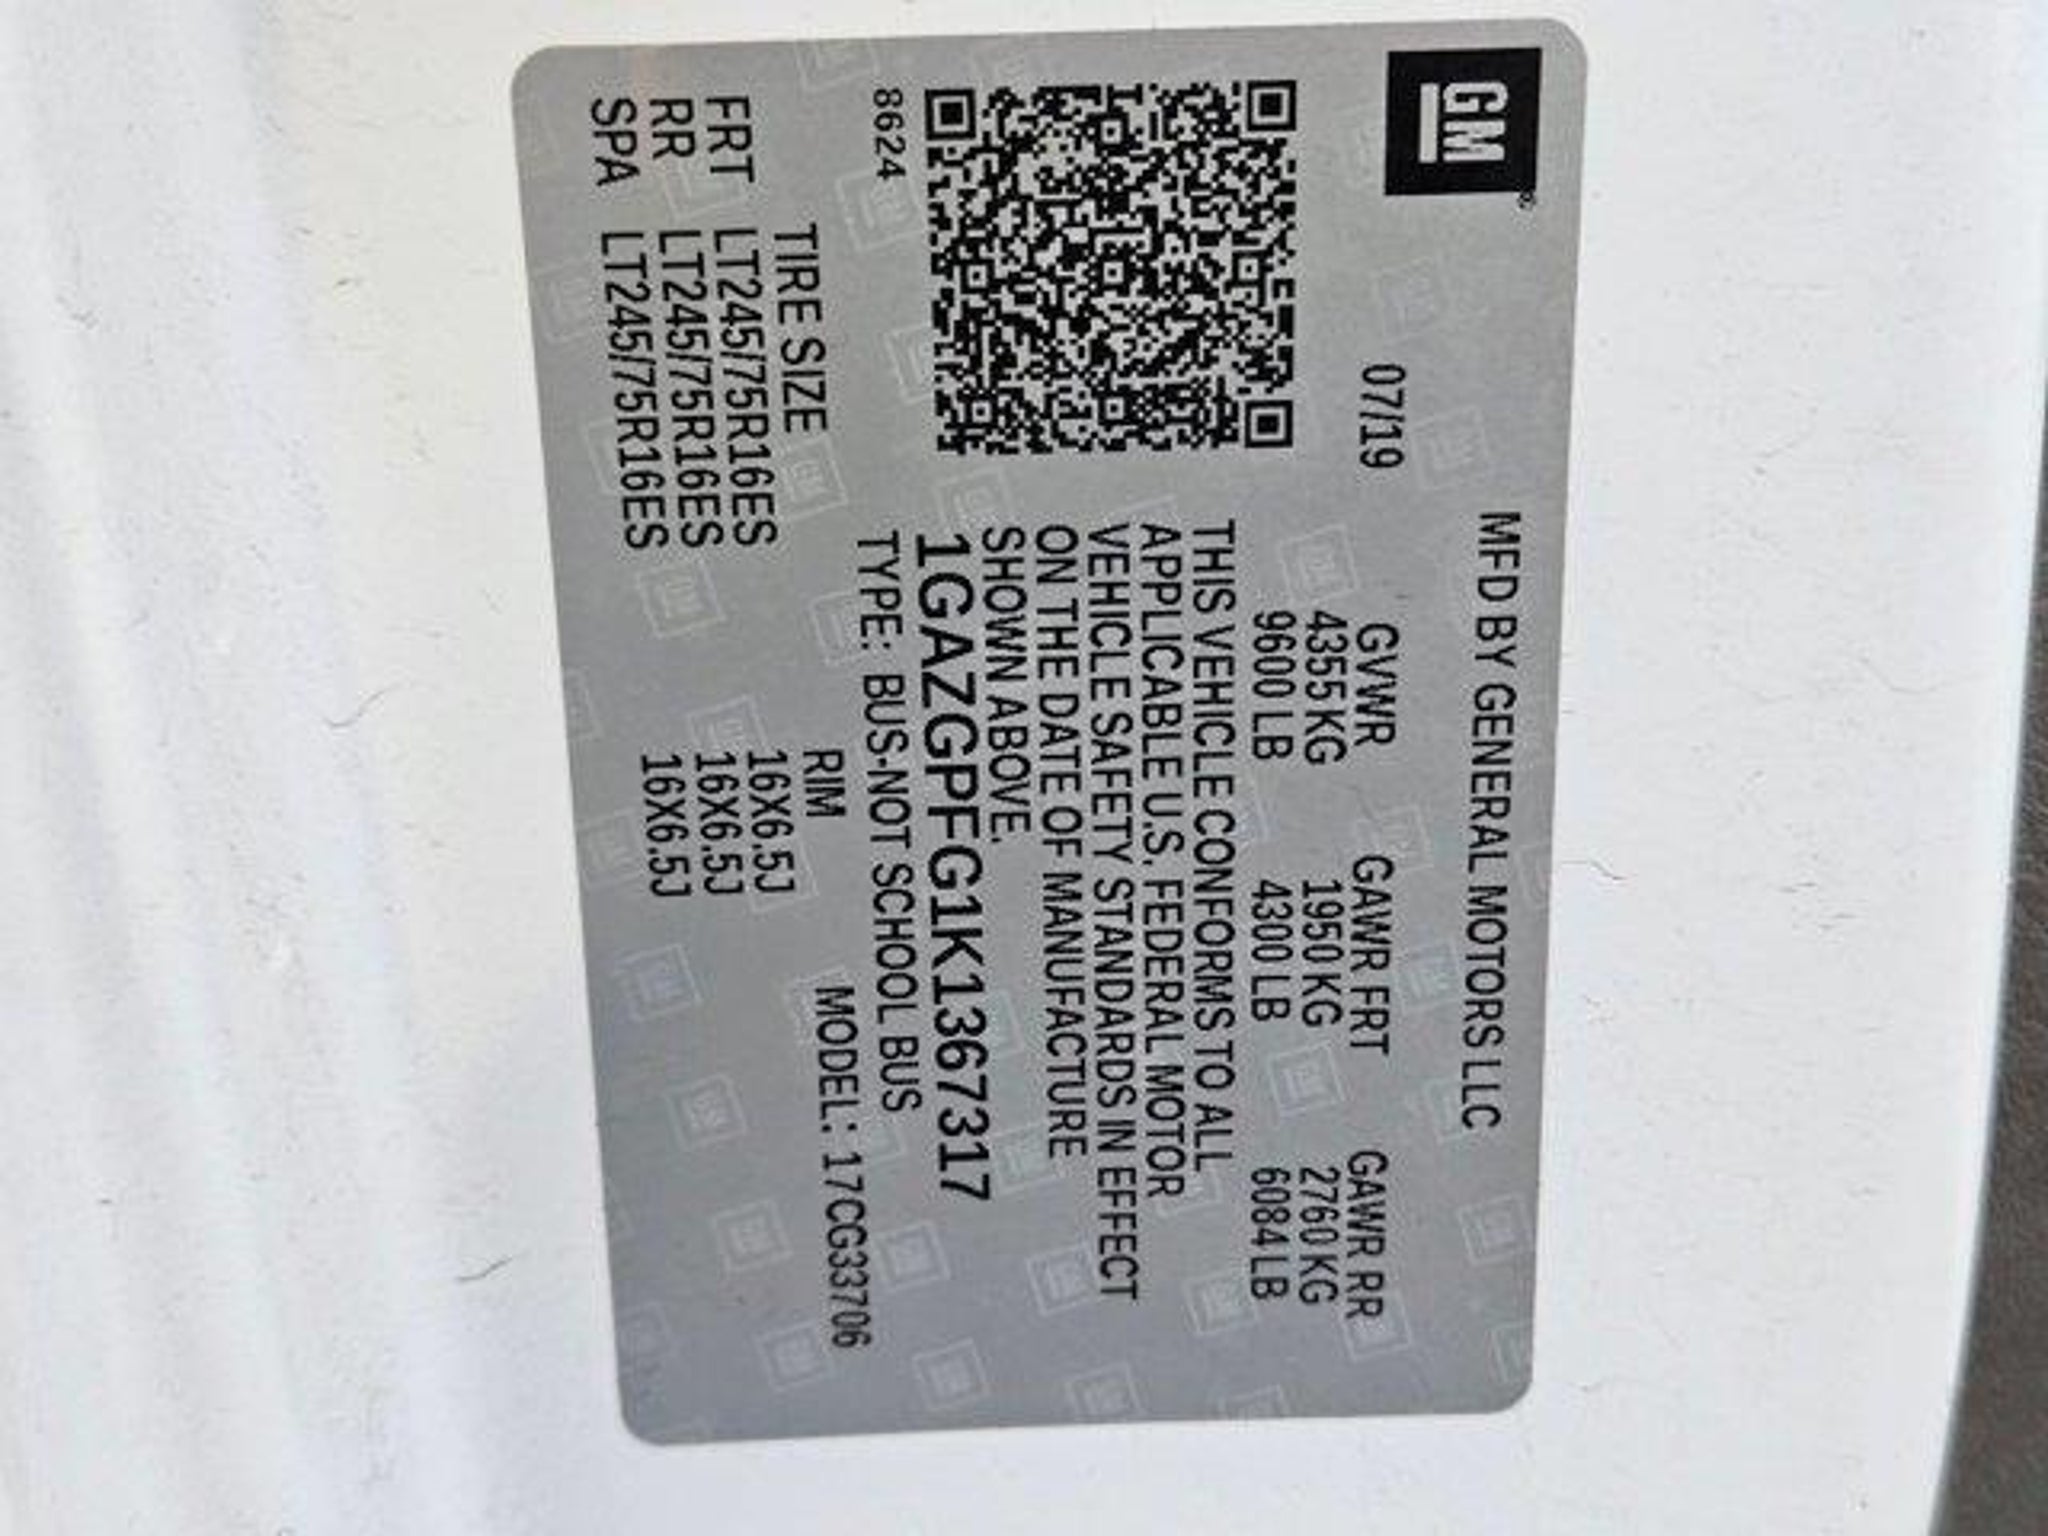 GM
MFD BY GENERAL MOTORS LLC
07/19
GVWR GAWR FRT GAWR RR
4355 KG 1950 KG 2760 KG
9600 LB 4300 LB 6084 LB
THIS VEHICLE CONFORMS TO ALL
APPLICABLE U.S. FEDERAL MOTOR
VEHICLE SAFETY STANDARDS IN EFFECT
ON THE DATE OF MANUFACTURE
SHOWN ABOVE.
1GAZGPFG1K1367317
8624
TYPE: BUS-NOT SCHOOL BUS
MODEL: 17CG33706
TIRE SIZE RIM
FRT LT245/75R16ES 16X6.5J
RR LT245/75R16ES 16X6.5J
SPA LT245/75R16ES 16X6.5J